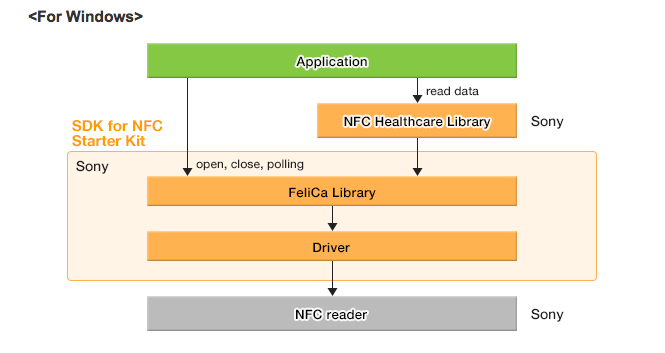 <For Windows>
Application
read data
NFC Healthcare Library
Sony
SDK for NFC
Starter Kit
Sony
open, close, polling
FeliCa Library
Driver
NFC reader
Sony